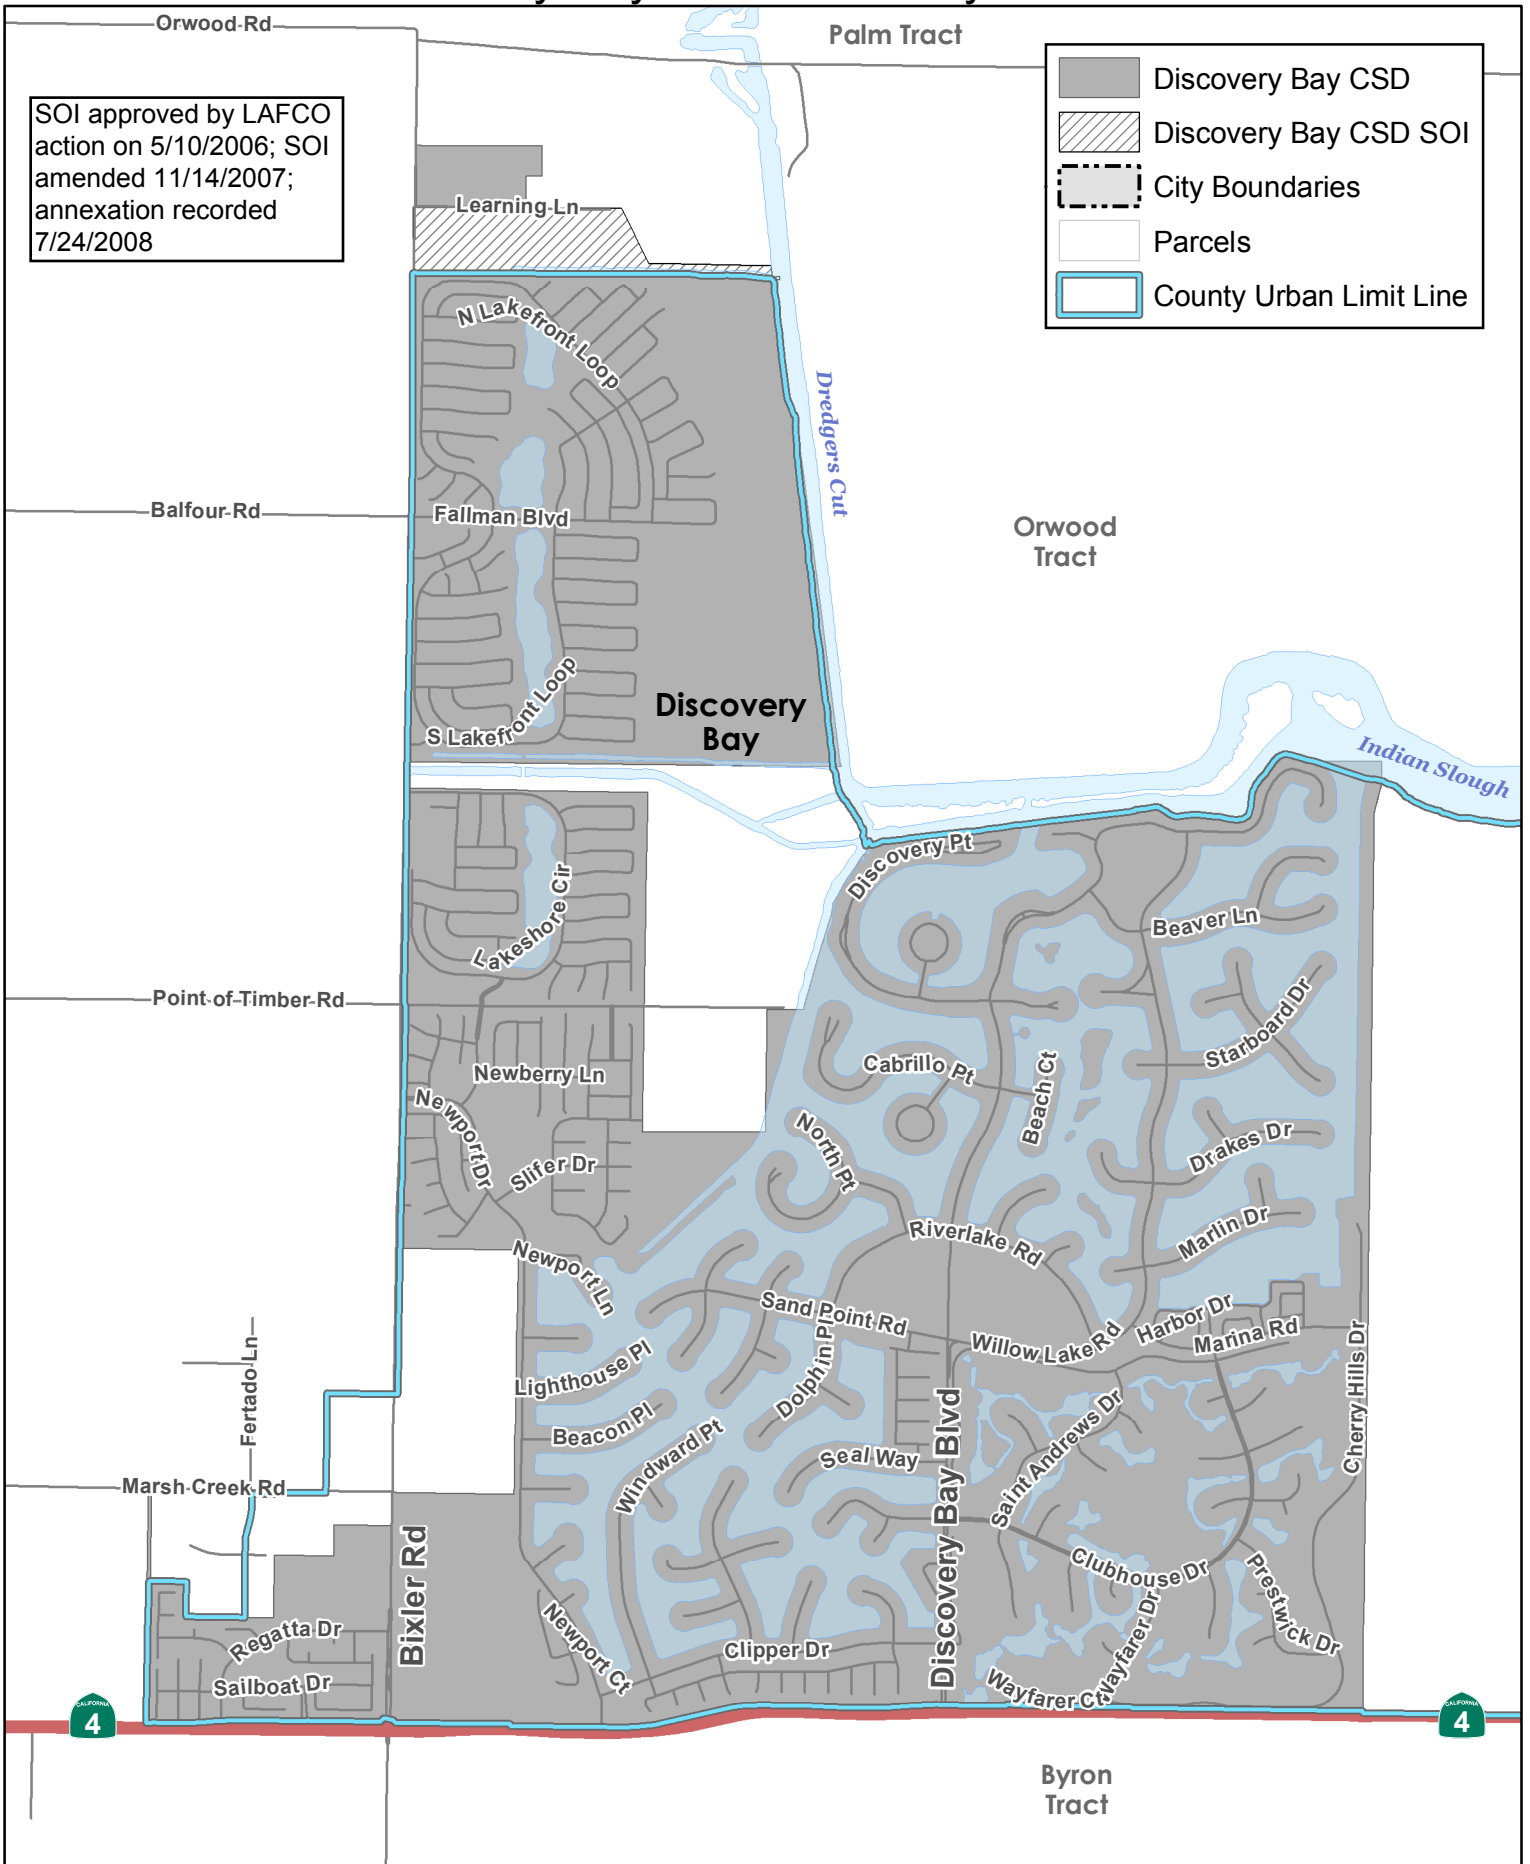 Orwood Rd
Palm Tract
SOI approved by LAFCO
action on 5/10/2006; SOI
amended 11/14/2007;
annexation recorded
7/24/2008
Discovery Bay CSD
Discovery Bay CSD SOI
City Boundaries
Parcels
County Urban Limit Line
Learning Ln
N Lakefront Loop
Dredgers Cut
Balfour Rd
Fallman Blvd
Orwood
Tract
S Lakefront Loop
Discovery
Bay
Indian Slough
Discovery Pt
Lakeshore Cir
Beaver Ln
Point of Timber Rd
Starboard Dr
Newberry Ln
Cabrillo Pt
Beach Ct
Newport Dr
North Pt
Drakes Dr
Slifer Dr
Riverlake Rd
Marlin Dr
Newport Ln
Sand Point Rd
Harbor Dr
Willow Lake Rd
Marina Rd
Fertado Ln
Lighthouse Pl
Dolphin Pl
Cherry Hills Dr
Beacon Pl
Windward Pt
Seal Way
Saint Andrews Dr
Discovery Bay Blvd
Marsh Creek Rd
Bixler Rd
Clubhouse Dr
Prestwick Dr
Newport Ct
Wayfarer Dr
Regatta Dr
Clipper Dr
Sailboat Dr
Wayfarer Ct
CALIFORNIA
4
CALIFORNIA
4
Byron
Tract